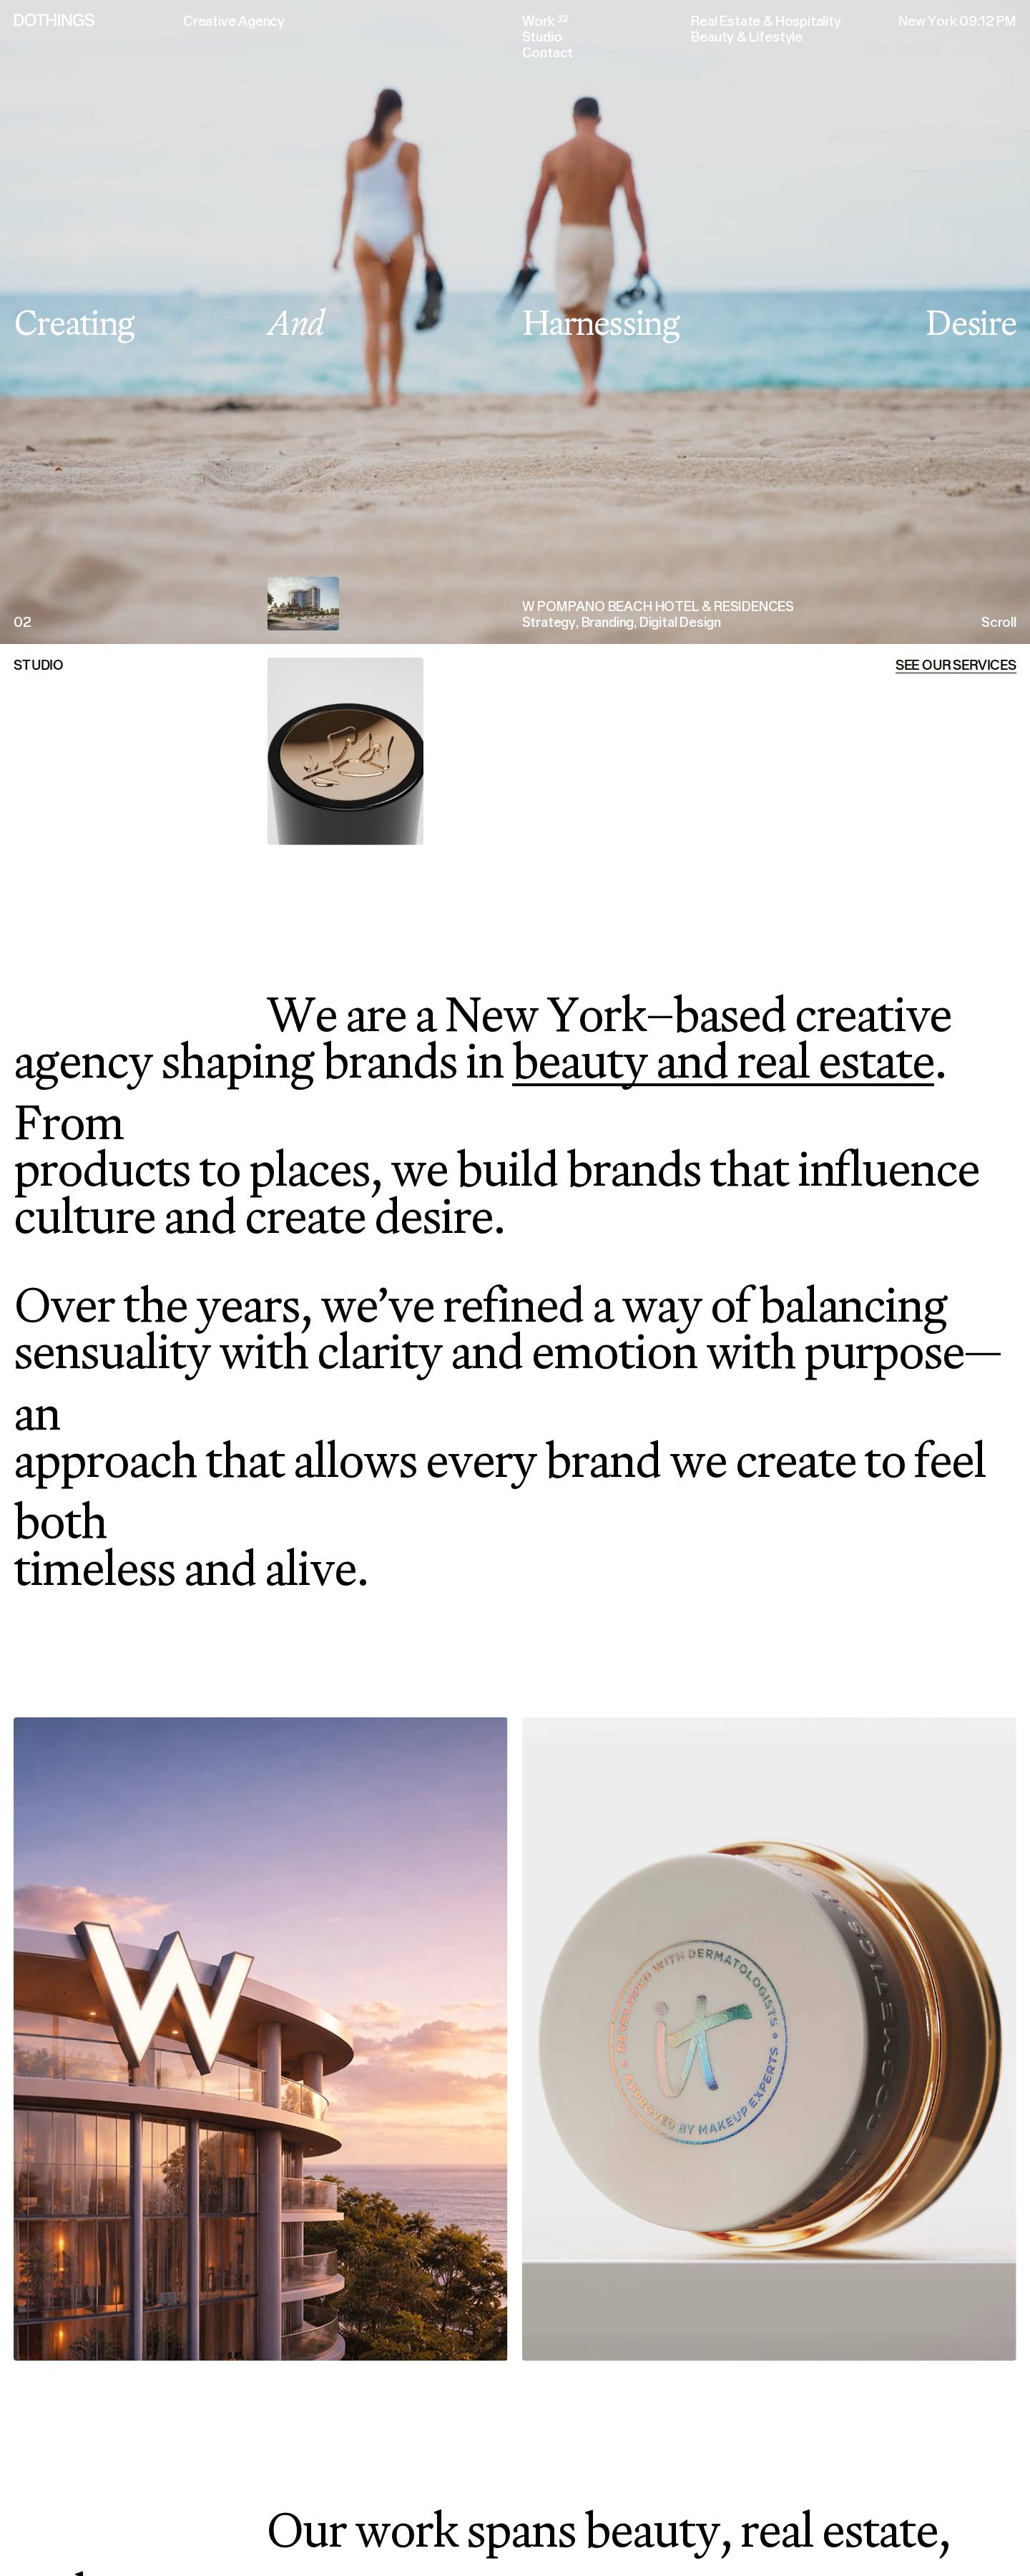 DOTHINGS
Creative Agency
Work 32
Studio
Contact
Real Estate & Hospitality
Beauty & Lifestyle
New York 09:12 PM
Creating And Harnessing Desire
02
W POMPANO BEACH HOTEL & RESIDENCES
Strategy, Branding, Digital Design
Scroll
STUDIO
SEE OUR SERVICES
We are a New York–based creative
agency shaping brands in beauty and real estate.
From
products to places, we build brands that influence
culture and create desire.
Over the years, we’ve refined a way of balancing
sensuality with clarity and emotion with purpose—
an
approach that allows every brand we create to feel
both
timeless and alive.
W
DEVELOPED WITH DERMATOLOGISTS
it
APPROVED BY MAKEUP EXPERTS
IT COSMETICS
Our work spans beauty, real estate,